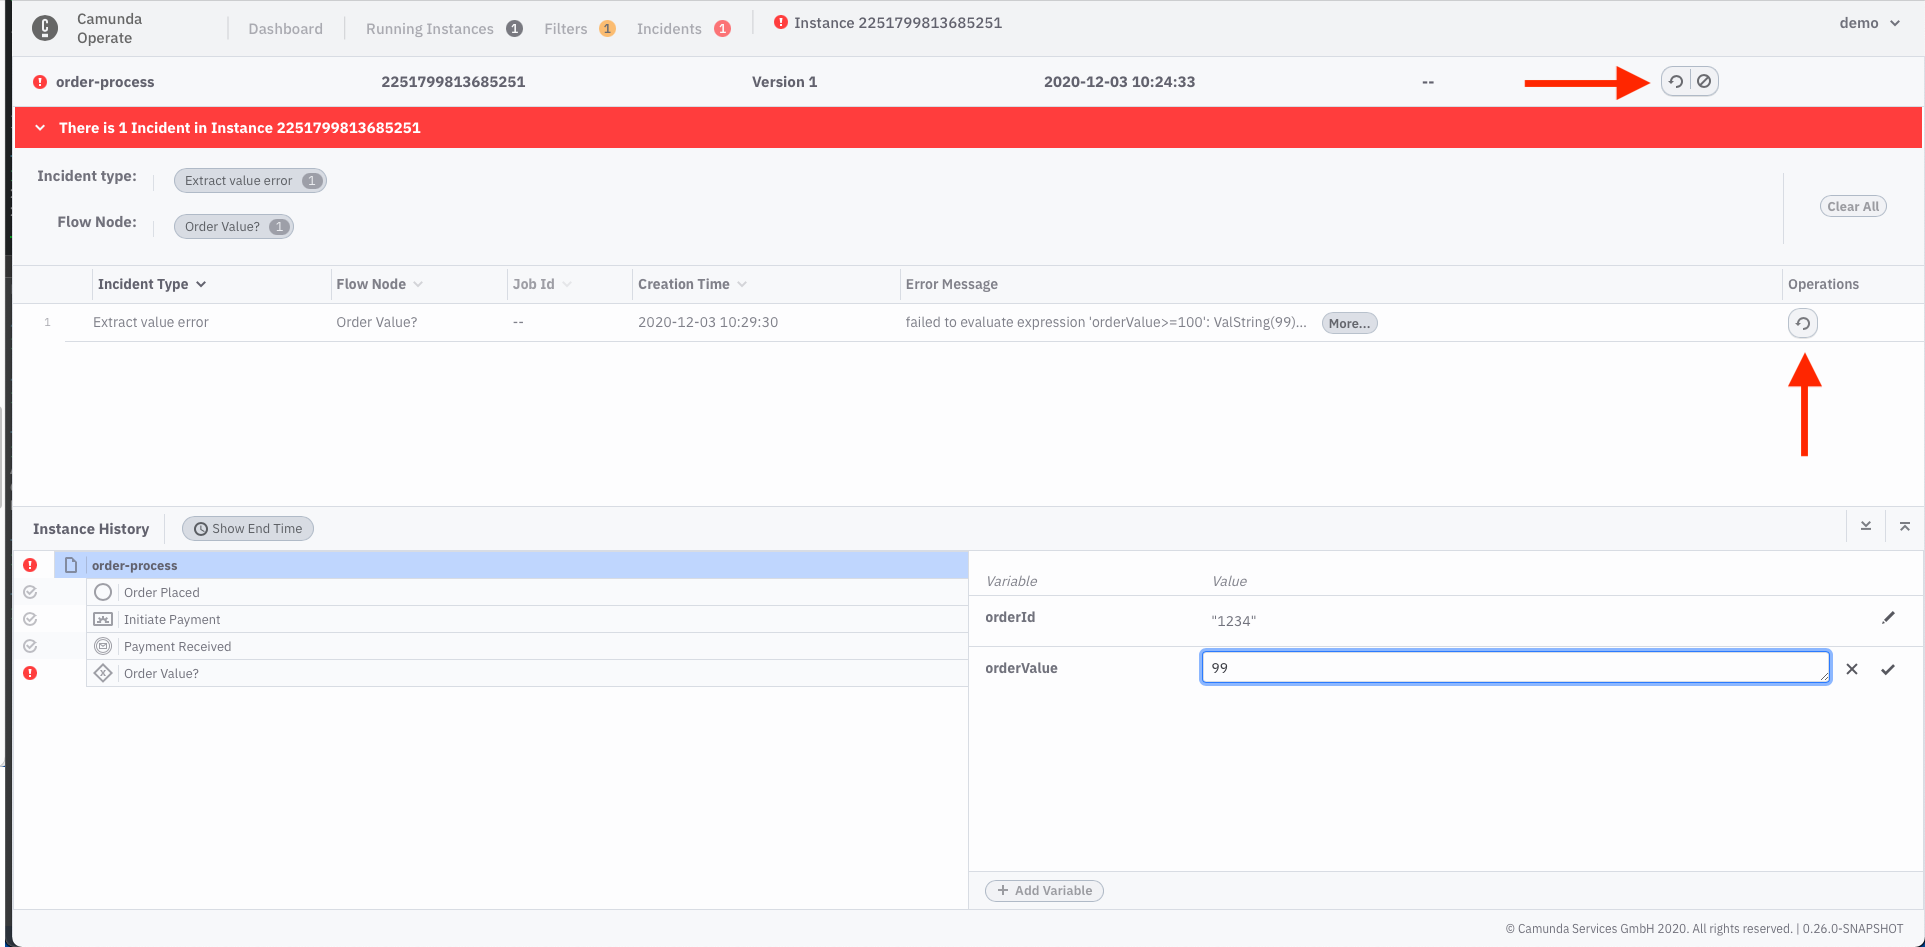 Camunda
Operate
Dashboard
Running Instances 1
Filters 1
Incidents 1
Instance 2251799813685251
demo
order-process 2251799813685251 Version 1 2020-12-03 10:24:33 --
There is 1 Incident in Instance 2251799813685251
Incident type: Extract value error 1
Flow Node: Order Value? 1
Clear All
Incident Type Flow Node Job Id Creation Time Error Message Operations
1 Extract value error Order Value? -- 2020-12-03 10:29:30 failed to evaluate expression 'orderValue>=100': ValString(99)... More...
Instance History Show End Time
order-process
Order Placed
Initiate Payment
Payment Received
Order Value?
Variable Value
orderId "1234"
orderValue 99
+ Add Variable
© Camunda Services GmbH 2020. All rights reserved. | 0.26.0-SNAPSHOT